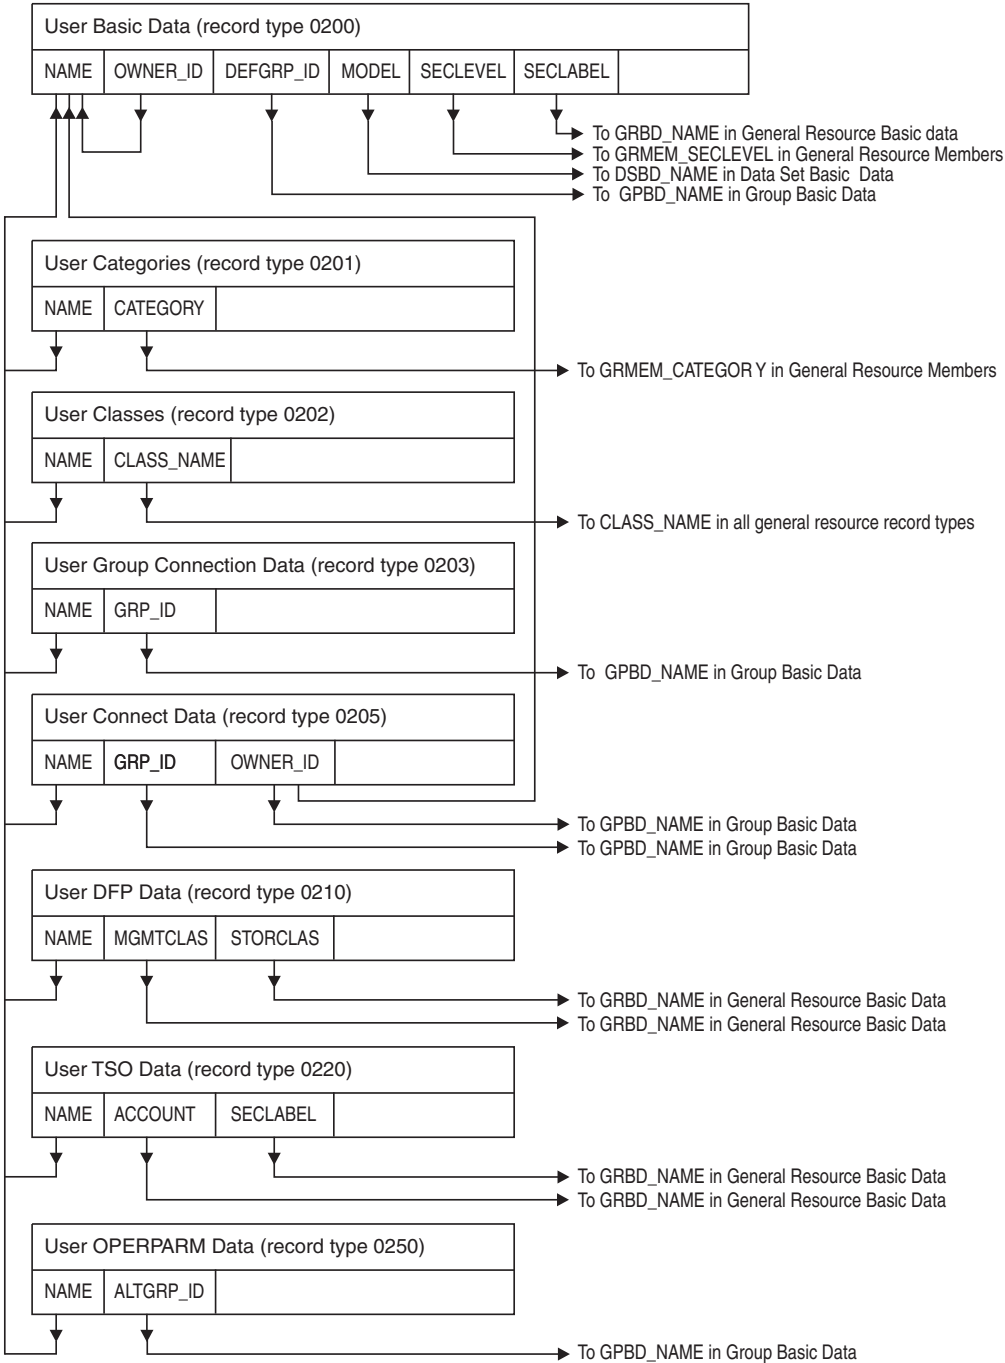 User Basic Data (record type 0200)
NAME OWNER_ID DEFGRP_ID MODEL SECLEVEL SECLABEL
To GRBD_NAME in General Resource Basic data
To GRMEM_SECLEVEL in General Resource Members
To DSBD_NAME in Data Set Basic Data
To GPBD_NAME in Group Basic Data
User Categories (record type 0201)
NAME CATEGORY
To GRMEM_CATEGOR Y in General Resource Members
User Classes (record type 0202)
NAME CLASS_NAME
To CLASS_NAME in all general resource record types
User Group Connection Data (record type 0203)
NAME GRP_ID
To GPBD_NAME in Group Basic Data
User Connect Data (record type 0205)
NAME GRP_ID OWNER_ID
To GPBD_NAME in Group Basic Data
To GPBD_NAME in Group Basic Data
User DFP Data (record type 0210)
NAME MGMTCLAS STORCLAS
To GRBD_NAME in General Resource Basic Data
To GRBD_NAME in General Resource Basic Data
User TSO Data (record type 0220)
NAME ACCOUNT SECLABEL
To GRBD_NAME in General Resource Basic Data
To GRBD_NAME in General Resource Basic Data
User OPERPARM Data (record type 0250)
NAME ALTGRP_ID
To GPBD_NAME in Group Basic Data